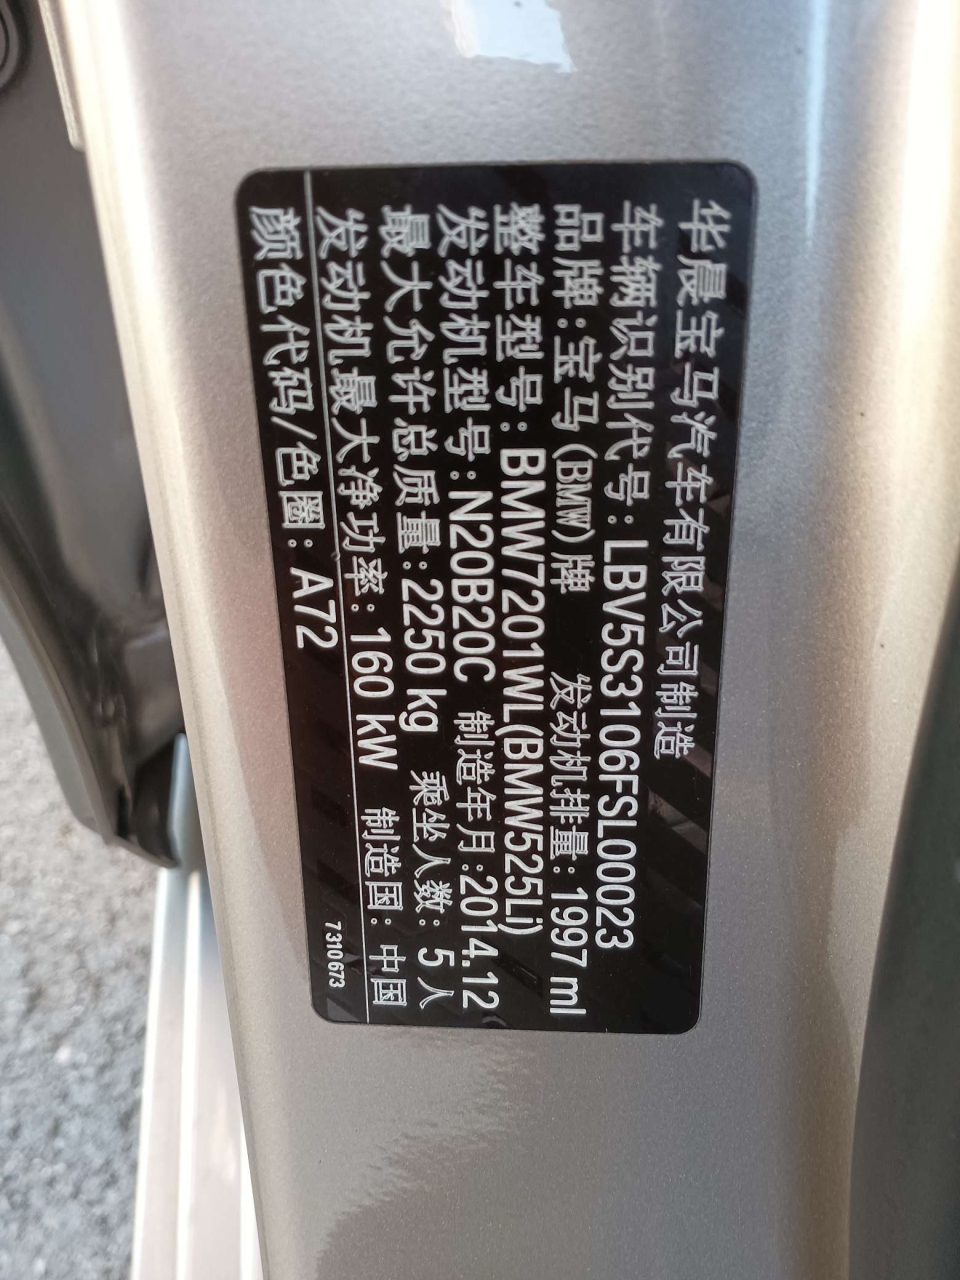 华晨宝马汽车有限公司制造
车辆识别代号:LBV5S3106FSL00023
品牌:宝马(BMW)牌 发动机排量:1997 ml
整车型号:BMW7201WL(BMW525Li)
发动机型号:N20B20C 制造年月:2014.12
最大允许总质量:2250 kg 乘坐人数:5人
发动机最大净功率:160 kW 制造国:中国
颜色代码/色圈:A72
7310673